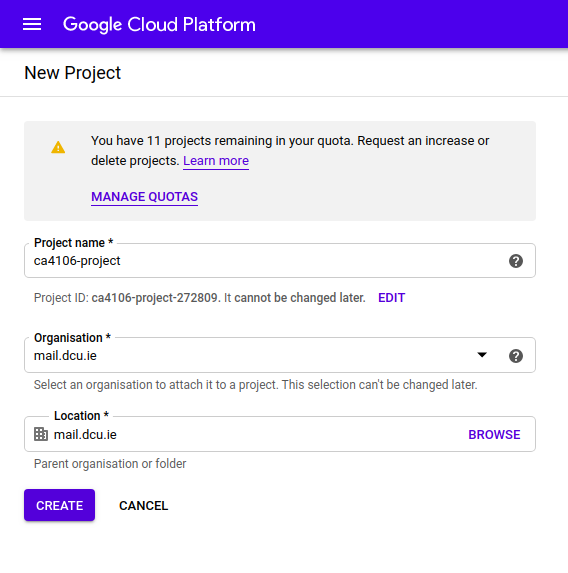 Google Cloud Platform
New Project
You have 11 projects remaining in your quota. Request an increase or
delete projects. Learn more
MANAGE QUOTAS
Project name *
ca4106-project
Project ID: ca4106-project-272809. It cannot be changed later. EDIT
Organisation *
mail.dcu.ie
Select an organisation to attach it to a project. This selection can't be changed later.
Location *
mail.dcu.ie BROWSE
Parent organisation or folder
CREATE CANCEL